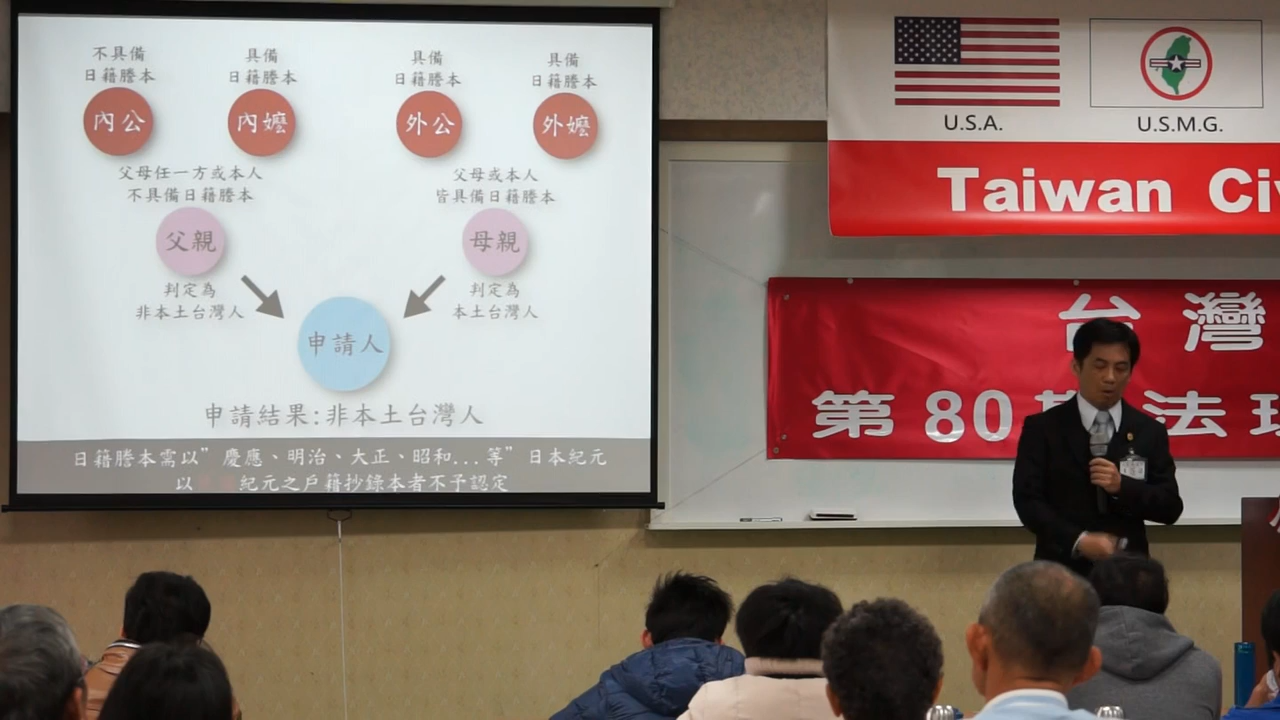 不具備
日籍謄本
具備
日籍謄本
具備
日籍謄本
具備
日籍謄本
內公
內嬤
外公
外嬤
父母任一方或本人
不具備日籍謄本
父母或本人
皆具備日籍謄本
父親
母親
判定為
非本土台灣人
判定為
本土台灣人
申請人
申請結果:非本土台灣人
日籍謄本需以"慶應、明治、大正、昭和...等"日本紀元
以 紀元之戶籍抄錄本者不予認定
U.S.A.
U.S.M.G.
Taiwan Civ
台灣
第80 法